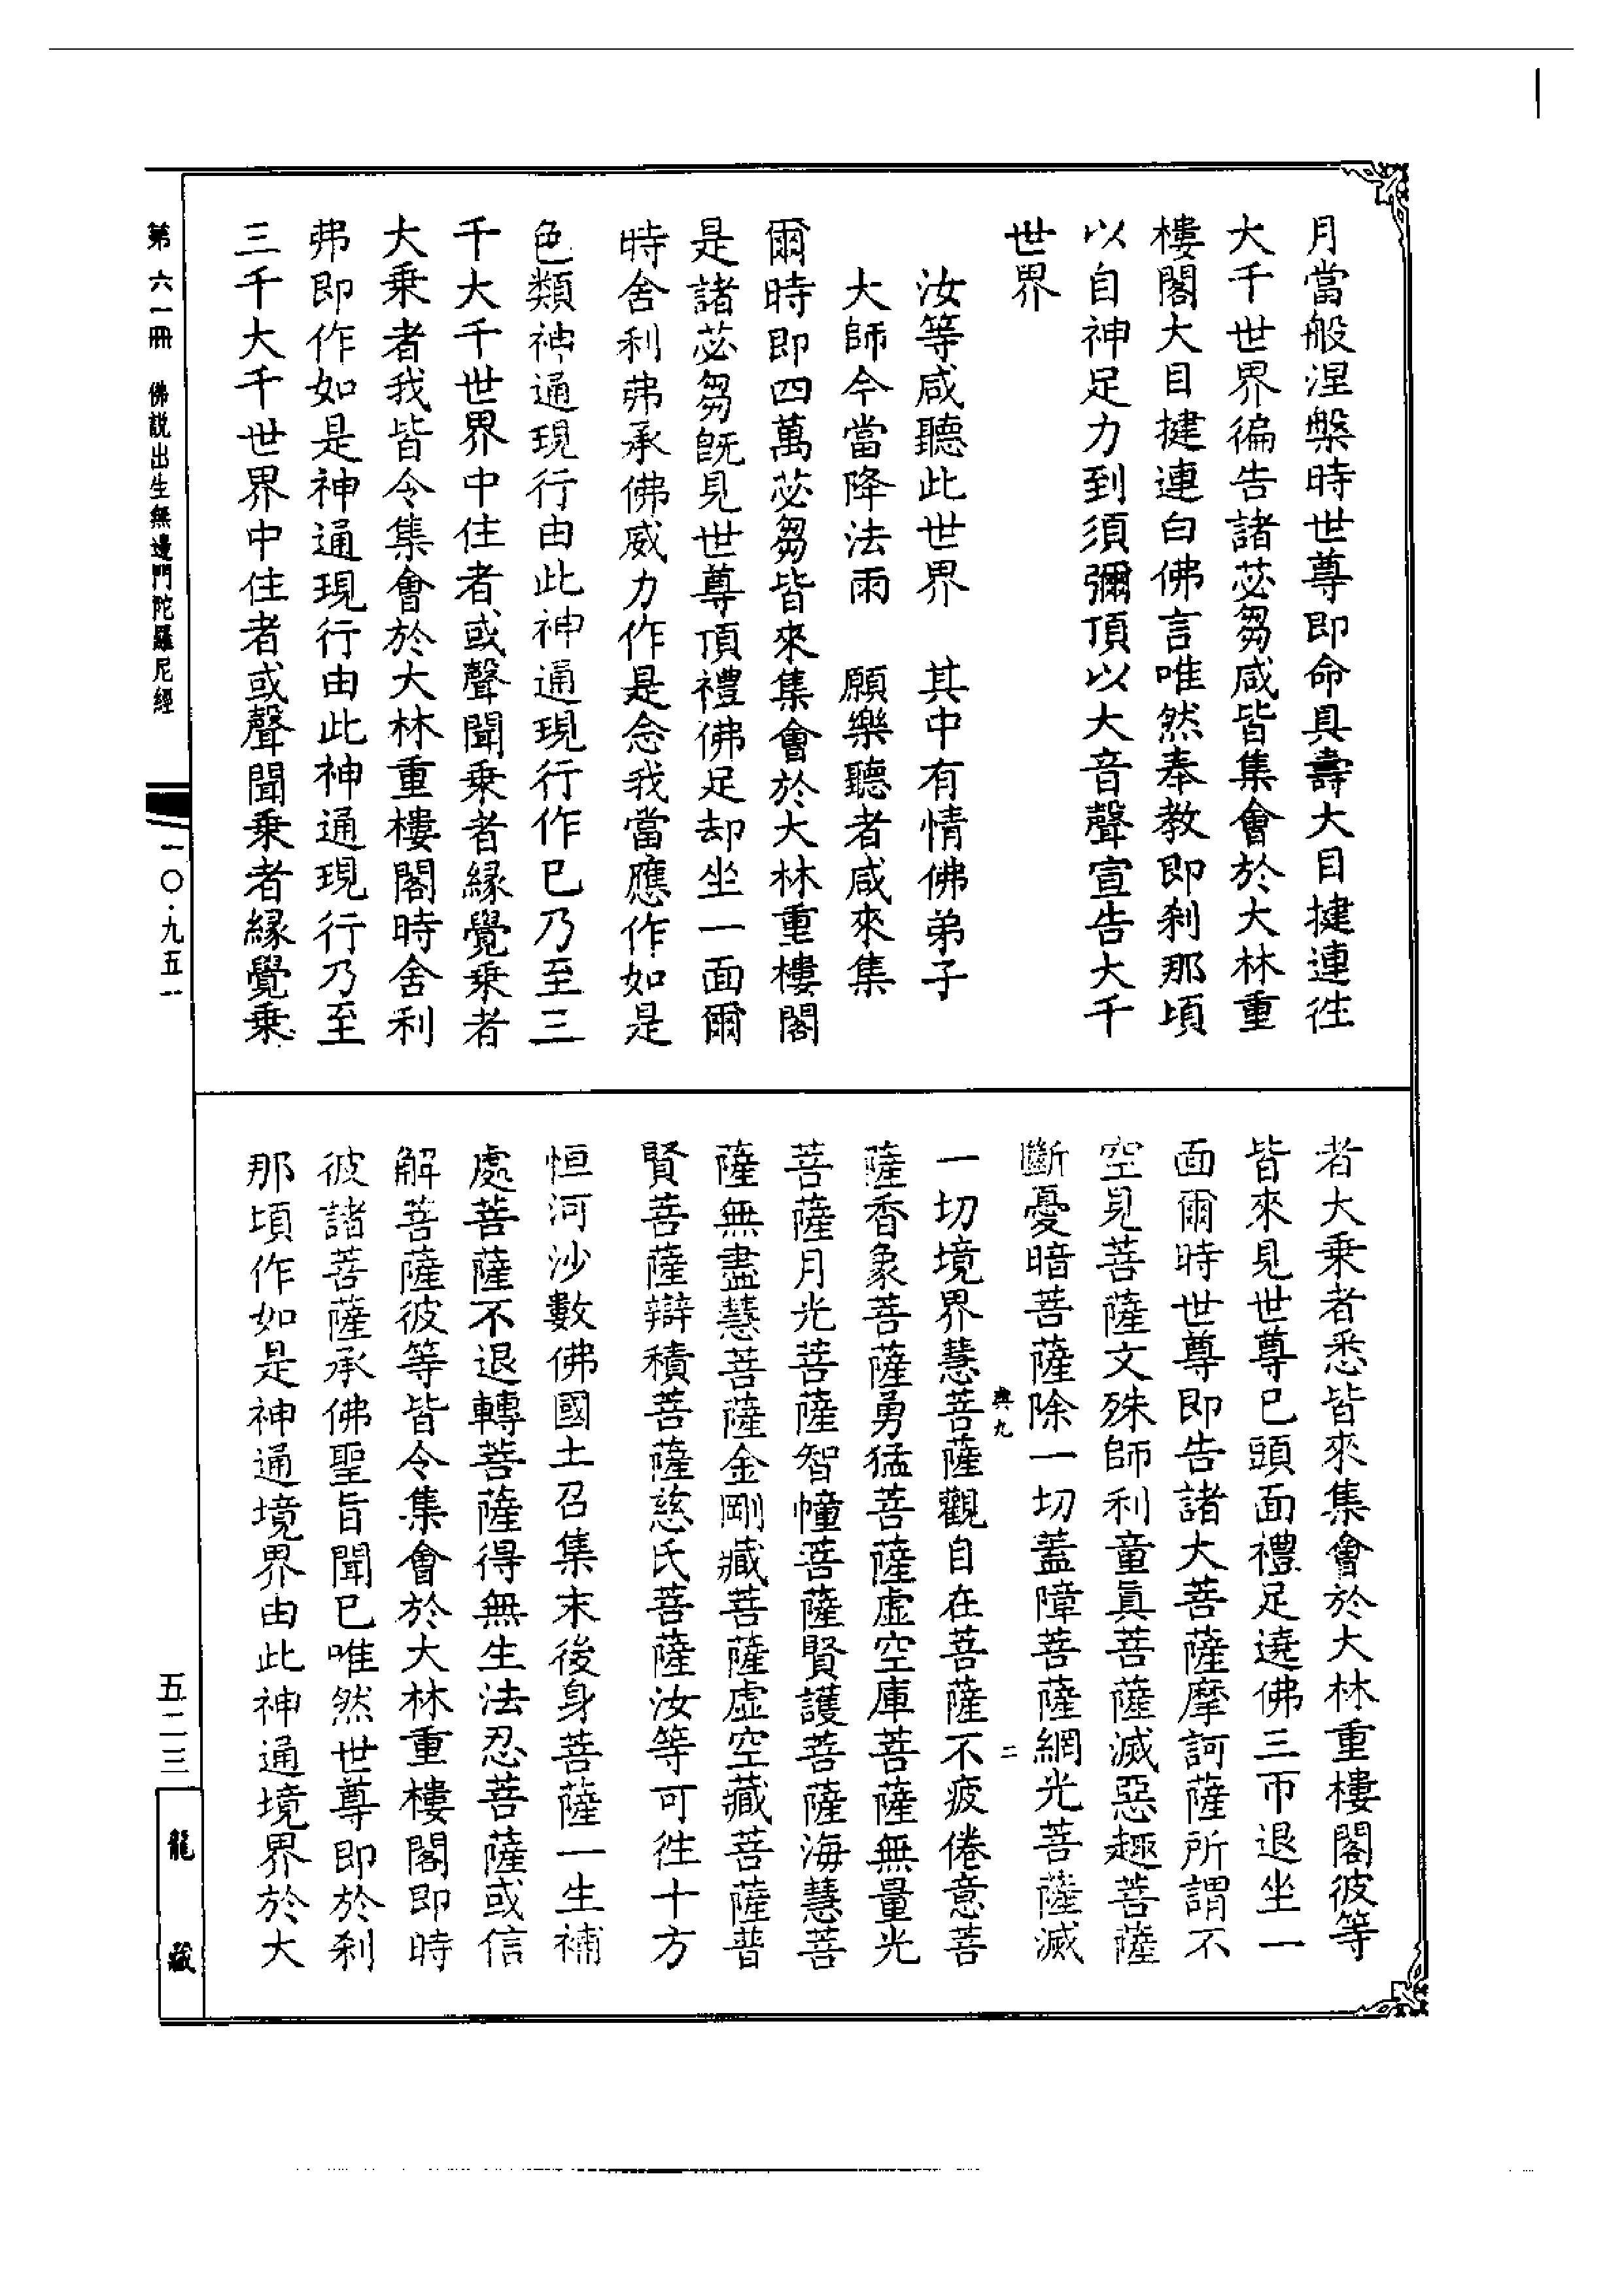 月當般涅槃時世尊即命具壽大目揵連往
大千世界徧告諸苾芻咸皆集會於大林重
樓閣大目揵連白佛言唯然奉教即刹那頃
以自神足力到須彌頂以大音聲宣告大千
世界
汝等咸聽此世界　其中有情佛弟子
大師今當降法雨　願樂聽者咸來集
爾時即四萬苾芻皆來集會於大林重樓閣
是諸苾芻旣見世尊頂禮佛足却坐一面爾
時舍利弗承佛威力作是念我當應作如是
色類神通現行由此神通現行作已乃至三
千大千世界中住者或聲聞乗者緣覺乗者
大乗者我皆令集會於大林重樓閣時舍利
弗即作如是神通現行由此神通現行乃至
三千大千世界中住者或聲聞乗者緣覺乗
者大乗者悉皆來集會於大林重樓閣彼等
皆來見世尊已頭面禮足遶佛三帀退坐一
面爾時世尊即告諸大菩薩摩訶薩所謂不
空見菩薩文殊師利童眞菩薩滅惡趣菩薩
斷憂暗菩薩除一切蓋障菩薩網光菩薩滅
典九　二
一切境界慧菩薩觀自在菩薩不疲倦意菩
薩香象菩薩勇猛菩薩虛空庫菩薩無量光
菩薩月光菩薩智幢菩薩賢護菩薩海慧菩
薩無盡慧菩薩金剛藏菩薩虛空藏菩薩普
賢菩薩辯積菩薩慈氏菩薩汝等可往十方
恒河沙數佛國土召集末後身菩薩一生補
處菩薩不退轉菩薩得無生法忍菩薩或信
解菩薩彼等皆令集會於大林重樓閣即時
彼諸菩薩承佛聖旨聞已唯然世尊即於刹
那頃作如是神通境界由此神通境界於大
第六一冊　佛說出生無邊門陀羅尼經
一〇・九五一
五二三
龍藏